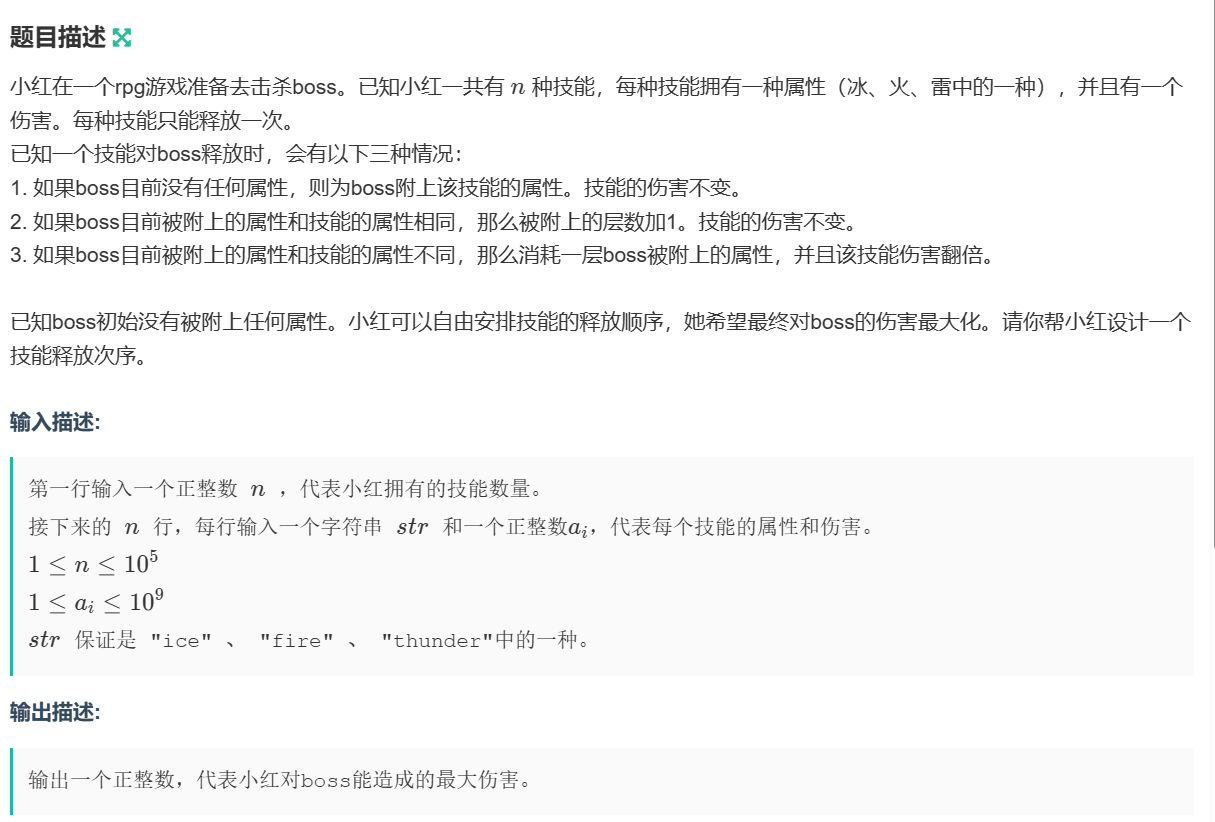 题目描述
小红在一个rpg游戏准备去击杀boss。已知小红一共有 n 种技能，每种技能拥有一种属性（冰、火、雷中的一种），并且有一个
伤害。每种技能只能释放一次。
已知一个技能对boss释放时，会有以下三种情况：
1. 如果boss目前没有任何属性，则为boss附上该技能的属性。技能的伤害不变。
2. 如果boss目前被附上的属性和技能的属性相同，那么被附上的层数加1。技能的伤害不变。
3. 如果boss目前被附上的属性和技能的属性不同，那么消耗一层boss被附上的属性，并且该技能伤害翻倍。
已知boss初始没有被附上任何属性。小红可以自由安排技能的释放顺序，她希望最终对boss的伤害最大化。请你帮小红设计一个
技能释放次序。
输入描述:
第一行输入一个正整数 n ，代表小红拥有的技能数量。
接下来的 n 行，每行输入一个字符串 str 和一个正整数aᵢ，代表每个技能的属性和伤害。
1 ≤ n ≤ 10⁵
1 ≤ aᵢ ≤ 10⁹
str 保证是 "ice" 、 "fire" 、 "thunder"中的一种。
输出描述:
输出一个正整数，代表小红对boss能造成的最大伤害。